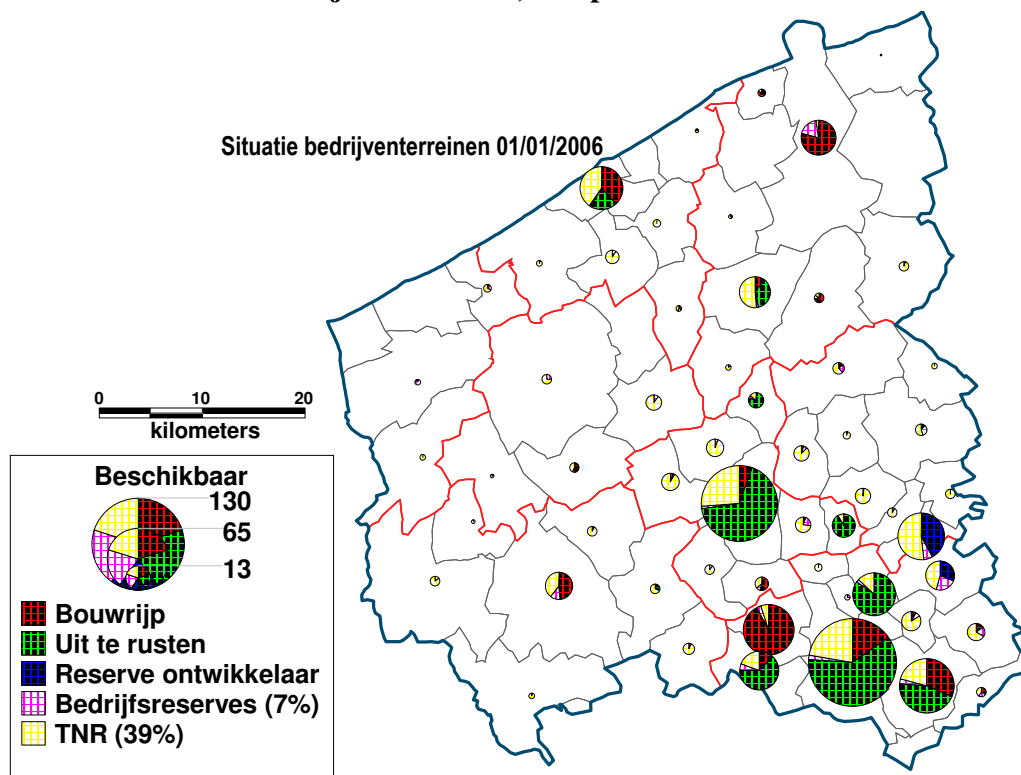 Situatie bedrijventerreinen 01/01/2006
0 10 20
kilometers
Beschikbaar
130
65
13
Bouwrijp
Uit te rusten
Reserve ontwikkelaar
Bedrijfsreserves (7%)
TNR (39%)